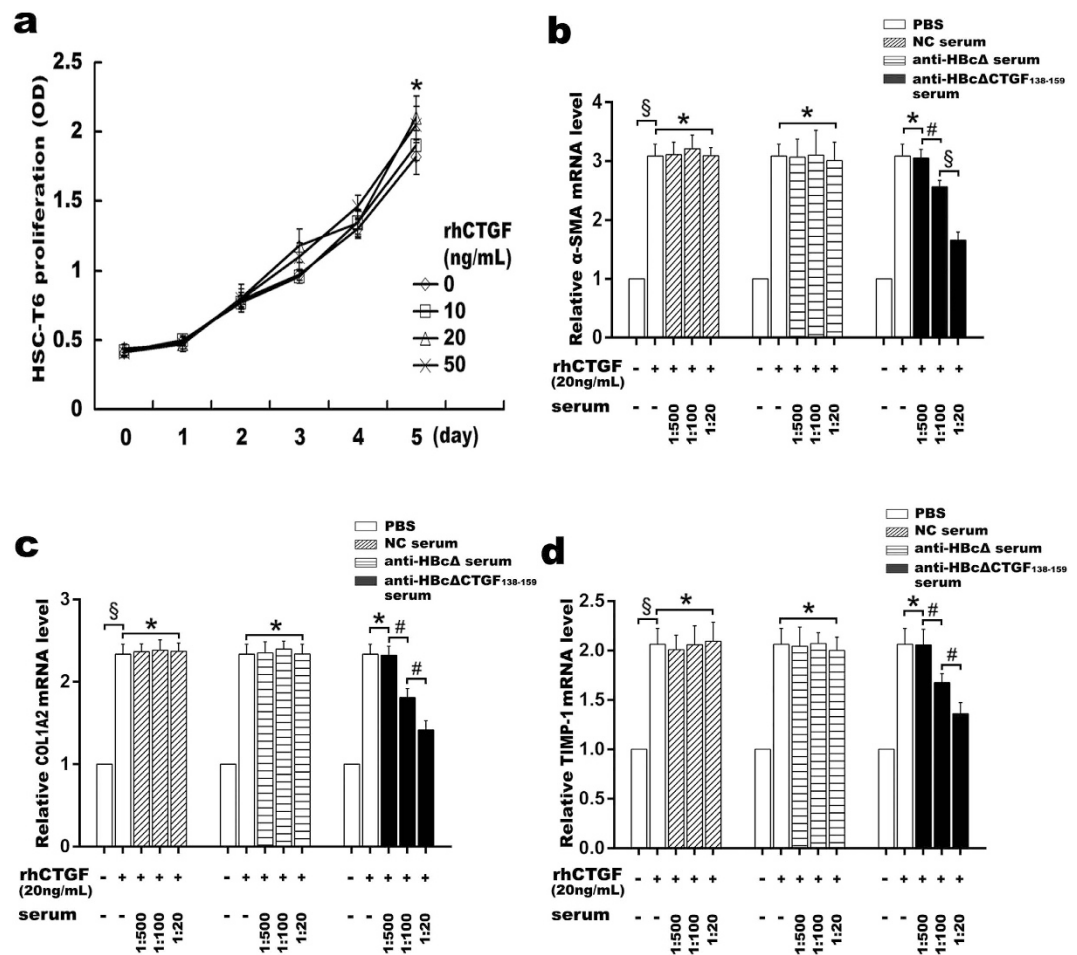 a
HSC-T6 proliferation (OD)
2.5
2
1.5
1
0.5
0
*
rhCTGF
(ng/mL)
0
10
20
50
0 1 2 3 4 5 (day)
b
PBS
NC serum
anti-HBcΔ serum
anti-HBcΔCTGF138-159
serum
Relative α-SMA mRNA level
4
3
2
1
0
§ * * * # §
rhCTGF - + + + + - + + + + - + + + +
(20ng/mL)
serum - - 1:500 1:100 1:20 - - 1:500 1:100 1:20 - - 1:500 1:100 1:20
c
PBS
NC serum
anti-HBcΔ serum
anti-HBcΔCTGF138-159
serum
Relative COL1A2 mRNA level
3
2
1
0
§ * * * # #
rhCTGF - + + + + - + + + + - + + + +
(20ng/mL)
serum - - 1:500 1:100 1:20 - - 1:500 1:100 1:20 - - 1:500 1:100 1:20
d
PBS
NC serum
anti-HBcΔ serum
anti-HBcΔCTGF138-159
serum
Relative TIMP-1 mRNA level
2.5
2.0
1.5
1.0
0.5
0.0
§ * * * # #
rhCTGF - + + + + - + + + + - + + + +
(20ng/mL)
serum - - 1:500 1:100 1:20 - - 1:500 1:100 1:20 - - 1:500 1:100 1:20